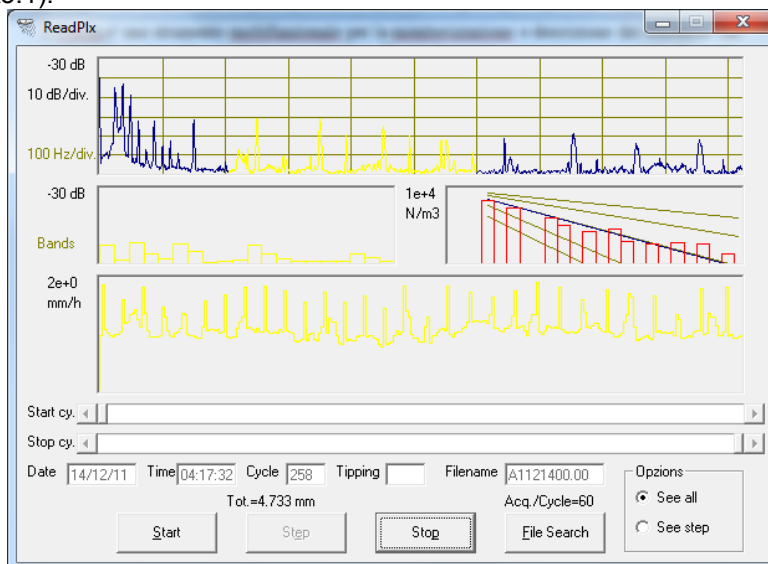 ReadPlx
-30 dB
10 dB/div.
100 Hz/div.
-30 dB
Bands
1e+4
N/m3
2e+0
mm/h
Start cy.
Stop cy.
Date 14/12/11 Time 04:17:32 Cycle 258 Tipping Filename A1121400.00
Opzions
Tot.=4.733 mm Acq./Cycle=60
See all
Start Step Stop File Search
See step